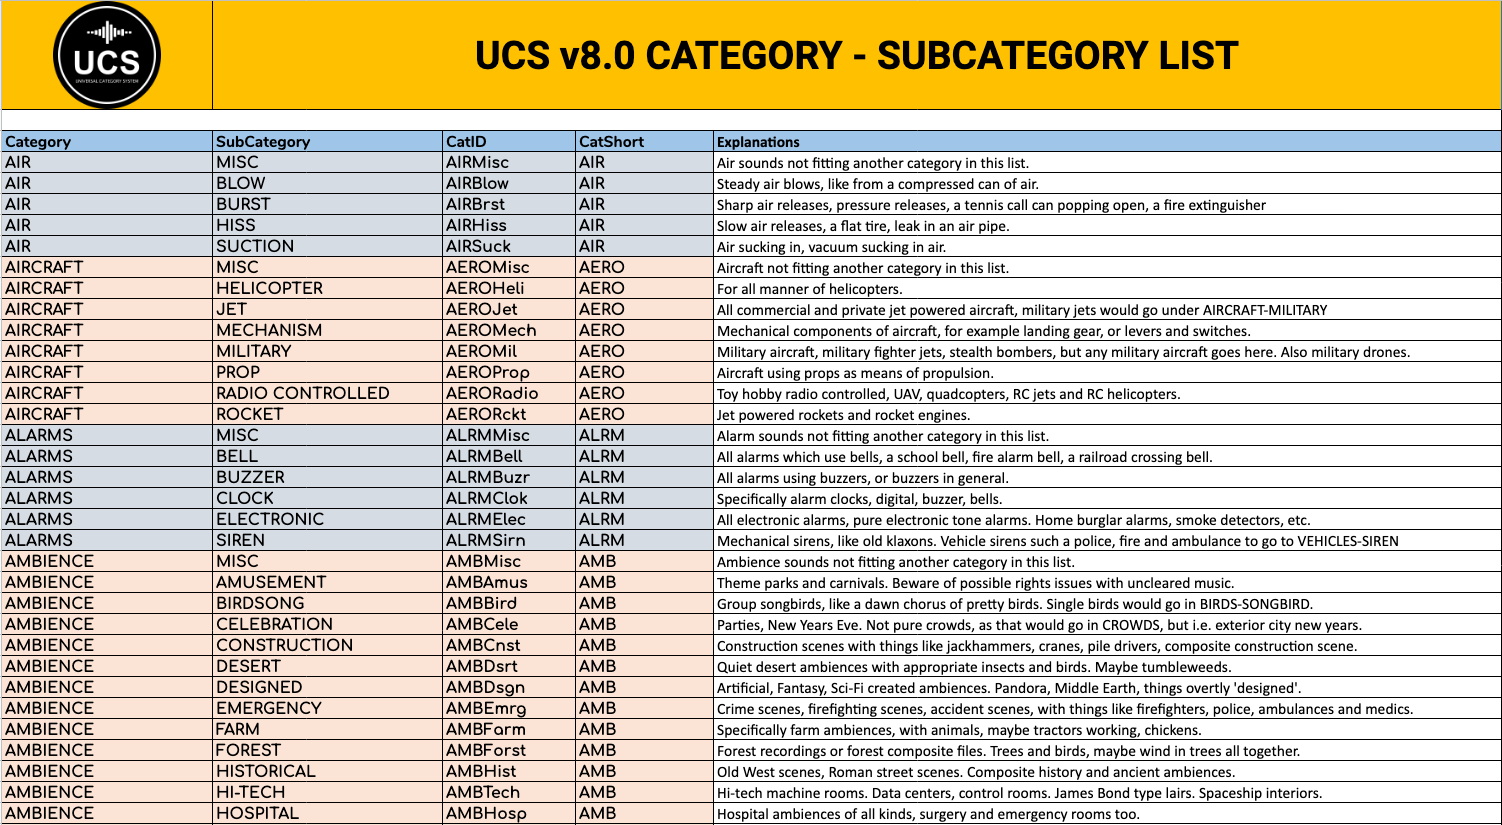 UCS
UNIVERSAL CATEGORY SYSTEM
UCS v8.0 CATEGORY - SUBCATEGORY LIST
Category SubCategory CatID CatShort Explanations
AIR MISC AIRMisc AIR Air sounds not fitting another category in this list.
AIR BLOW AIRBlow AIR Steady air blows, like from a compressed can of air.
AIR BURST AIRBrst AIR Sharp air releases, pressure releases, a tennis call can popping open, a fire extinguisher
AIR HISS AIRHiss AIR Slow air releases, a flat tire, leak in an air pipe.
AIR SUCTION AIRSuck AIR Air sucking in, vacuum sucking in air.
AIRCRAFT MISC AEROMisc AERO Aircraft not fitting another category in this list.
AIRCRAFT HELICOPTER AEROHeli AERO For all manner of helicopters.
AIRCRAFT JET AEROJet AERO All commercial and private jet powered aircraft, military jets would go under AIRCRAFT-MILITARY
AIRCRAFT MECHANISM AEROMech AERO Mechanical components of aircraft, for example landing gear, or levers and switches.
AIRCRAFT MILITARY AEROMil AERO Military aircraft, military fighter jets, stealth bombers, but any military aircraft goes here. Also military drones.
AIRCRAFT PROP AEROProp AERO Aircraft using props as means of propulsion.
AIRCRAFT RADIO CONTROLLED AERORadio AERO Toy hobby radio controlled, UAV, quadcopters, RC jets and RC helicopters.
AIRCRAFT ROCKET AERORckt AERO Jet powered rockets and rocket engines.
ALARMS MISC ALRMMisc ALRM Alarm sounds not fitting another category in this list.
ALARMS BELL ALRMBell ALRM All alarms which use bells, a school bell, fire alarm bell, a railroad crossing bell.
ALARMS BUZZER ALRMBuzr ALRM All alarms using buzzers, or buzzers in general.
ALARMS CLOCK ALRMClok ALRM Specifically alarm clocks, digital, buzzer, bells.
ALARMS ELECTRONIC ALRMElec ALRM All electronic alarms, pure electronic tone alarms. Home burglar alarms, smoke detectors, etc.
ALARMS SIREN ALRMSirn ALRM Mechanical sirens, like old klaxons. Vehicle sirens such a police, fire and ambulance to go to VEHICLES-SIREN
AMBIENCE MISC AMBMisc AMB Ambience sounds not fitting another category in this list.
AMBIENCE AMUSEMENT AMBAmus AMB Theme parks and carnivals. Beware of possible rights issues with uncleared music.
AMBIENCE BIRDSONG AMBBird AMB Group songbirds, like a dawn chorus of pretty birds. Single birds would go in BIRDS-SONGBIRD.
AMBIENCE CELEBRATION AMBCele AMB Parties, New Years Eve. Not pure crowds, as that would go in CROWDS, but i.e. exterior city new years.
AMBIENCE CONSTRUCTION AMBCnst AMB Construction scenes with things like jackhammers, cranes, pile drivers, composite construction scene.
AMBIENCE DESERT AMBDsrt AMB Quiet desert ambiences with appropriate insects and birds. Maybe tumbleweeds.
AMBIENCE DESIGNED AMBDsgn AMB Artificial, Fantasy, Sci-Fi created ambiences. Pandora, Middle Earth, things overtly 'designed'.
AMBIENCE EMERGENCY AMBEmrg AMB Crime scenes, firefighting scenes, accident scenes, with things like firefighters, police, ambulances and medics.
AMBIENCE FARM AMBFarm AMB Specifically farm ambiences, with animals, maybe tractors working, chickens.
AMBIENCE FOREST AMBForst AMB Forest recordings or forest composite files. Trees and birds, maybe wind in trees all together.
AMBIENCE HISTORICAL AMBHist AMB Old West scenes, Roman street scenes. Composite history and ancient ambiences.
AMBIENCE HI-TECH AMBTech AMB Hi-tech machine rooms. Data centers, control rooms. James Bond type lairs. Spaceship interiors.
AMBIENCE HOSPITAL AMBHosp AMB Hospital ambiences of all kinds, surgery and emergency rooms too.